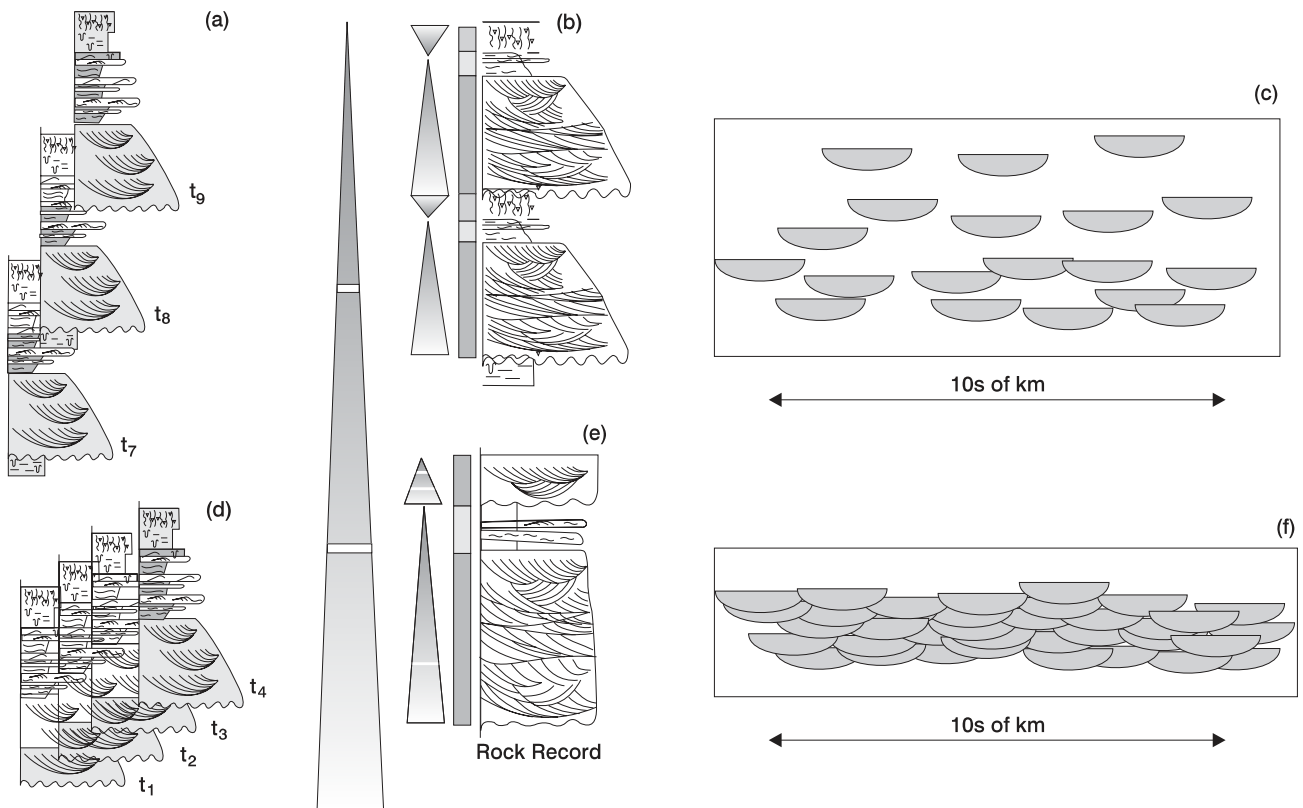 (a)
(b)
(c)
t9
t8
t7
10s of km
(d)
(e)
(f)
t4
t3
t2
t1
Rock Record
10s of km